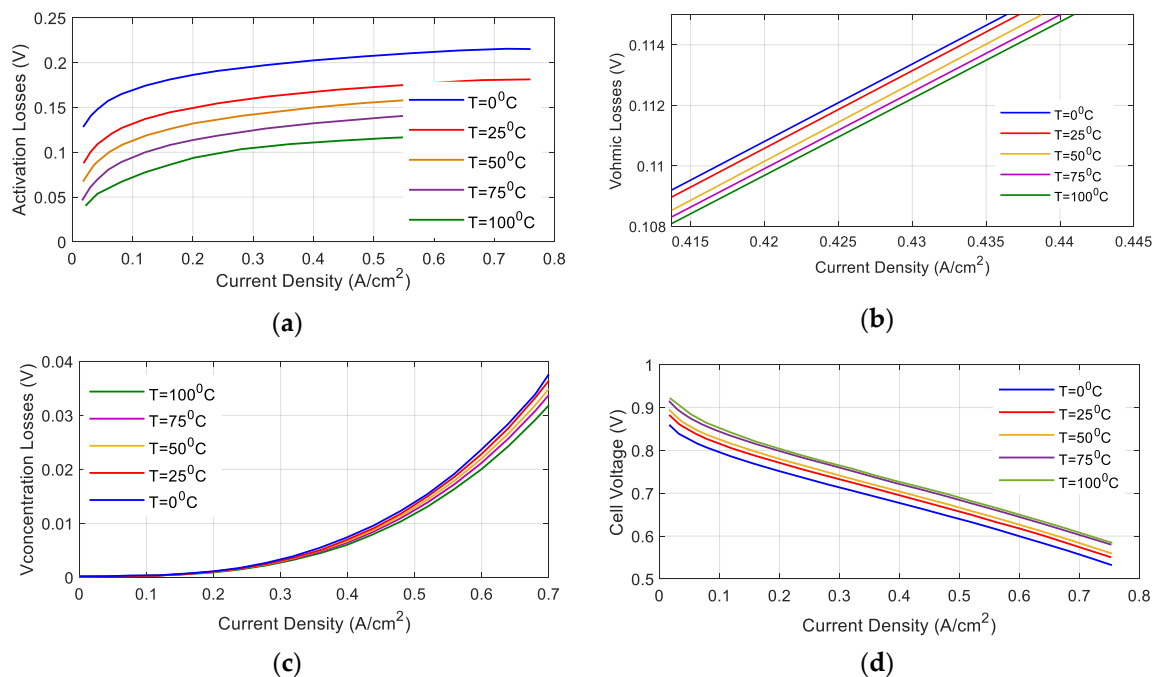 0.25
0.2
0.15
0.1
0.05
0
Activation Losses (V)
T=0⁰C
T=25⁰C
T=50⁰C
T=75⁰C
T=100⁰C
0 0.1 0.2 0.3 0.4 0.5 0.6 0.7 0.8
Current Density (A/cm²)
(a)
0.114
0.112
0.11
0.108
Vohmic Losses (V)
T=0⁰C
T=25⁰C
T=50⁰C
T=75⁰C
T=100⁰C
0.415 0.42 0.425 0.43 0.435 0.44 0.445
Current Density (A/cm²)
(b)
0.04
0.03
0.02
0.01
0
Vconcentration Losses (V)
T=100⁰C
T=75⁰C
T=50⁰C
T=25⁰C
T=0⁰C
0 0.1 0.2 0.3 0.4 0.5 0.6 0.7
Current Density (A/cm²)
(c)
1
0.9
0.8
0.7
0.6
0.5
Cell Voltage (V)
T=0⁰C
T=25⁰C
T=50⁰C
T=75⁰C
T=100⁰C
0 0.1 0.2 0.3 0.4 0.5 0.6 0.7 0.8
Current Density (A/cm²)
(d)